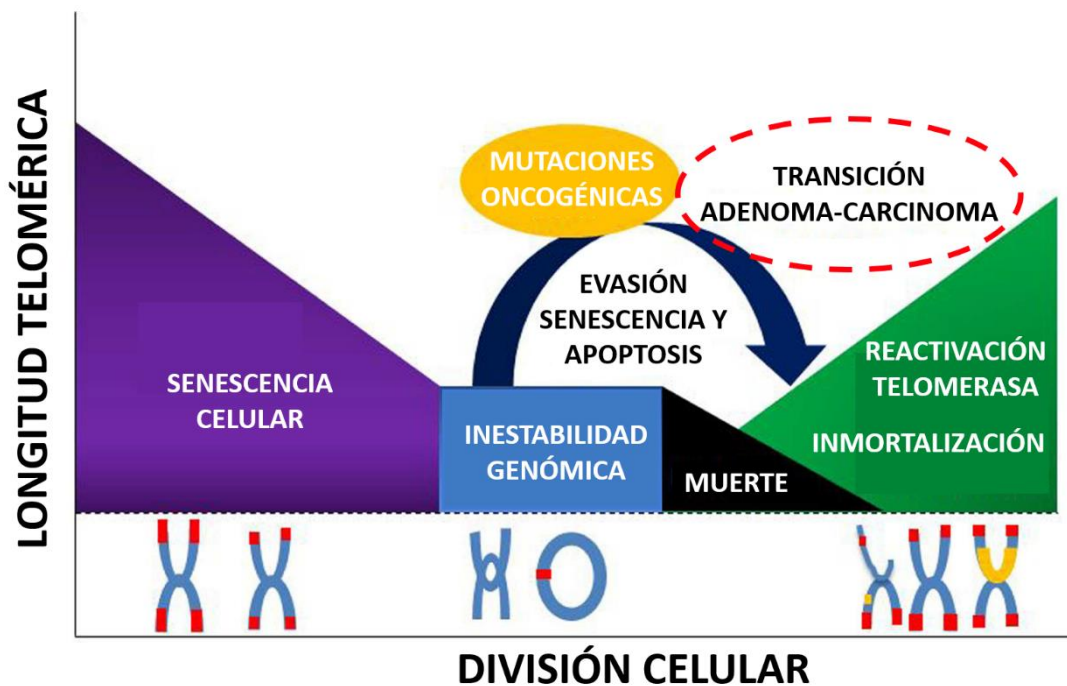 LONGITUD TELOMÉRICA
MUTACIONES
ONCOGÉNICAS
TRANSICIÓN
ADENOMA-CARCINOMA
EVASIÓN
SENESCENCIA Y
APOPTOSIS
SENESCENCIA
CELULAR
INESTABILIDAD
GENÓMICA
MUERTE
REACTIVACIÓN
TELOMERASA
INMORTALIZACIÓN
DIVISIÓN CELULAR